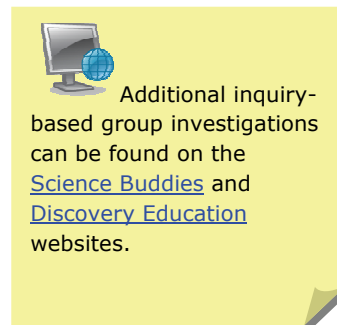 Additional inquiry-
based group investigations
can be found on the
Science Buddies and
Discovery Education
websites.